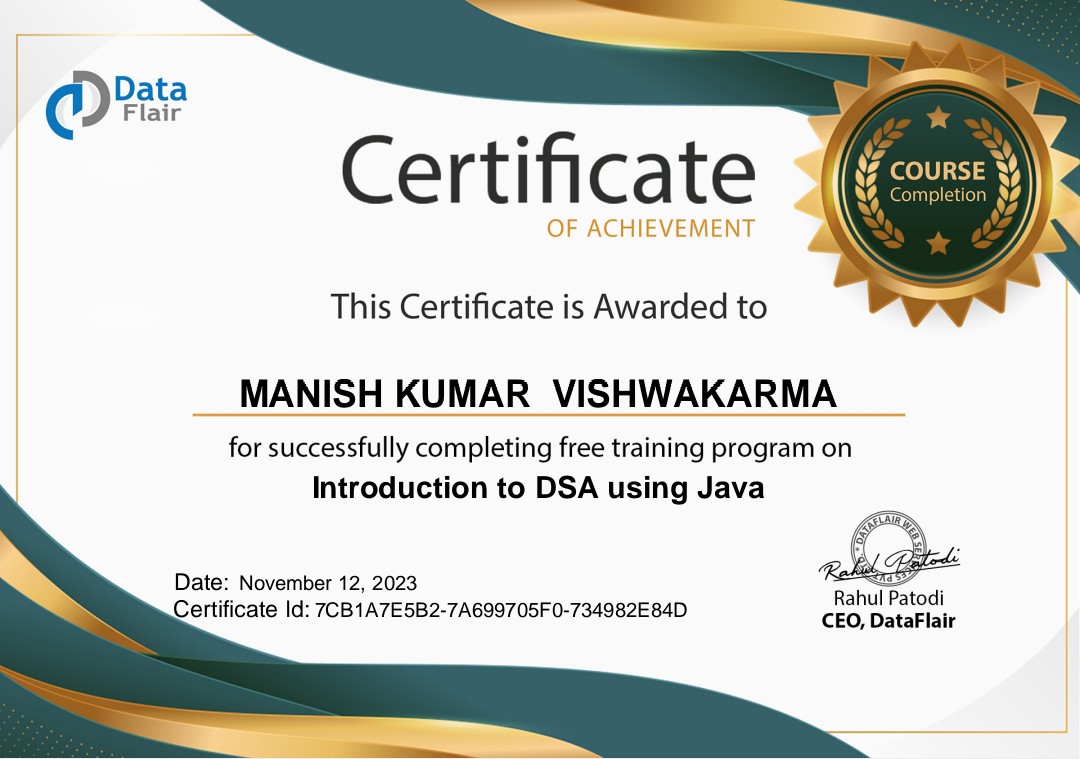 Data
Flair
Certificate
OF ACHIEVEMENT
COURSE
Completion
This Certificate is Awarded to
MANISH KUMAR VISHWAKARMA
for successfully completing free training program on
Introduction to DSA using Java
DATAFLAIR WEB SERVICES PVT
Rahul Patodi
Date: November 12, 2023
Certificate Id: 7CB1A7E5B2-7A699705F0-734982E84D
Rahul Patodi
CEO, DataFlair